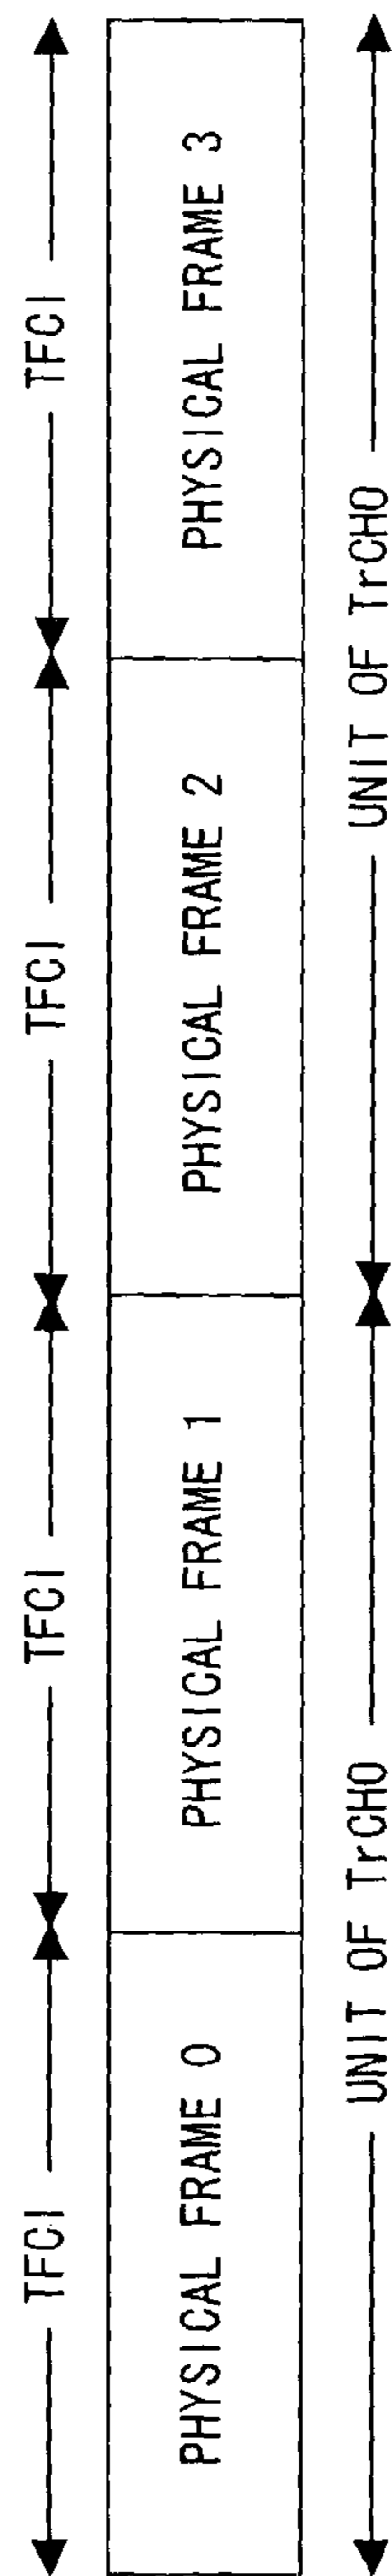 TFCI TFCI TFCI TFCI
PHYSICAL FRAME 0 PHYSICAL FRAME 1 PHYSICAL FRAME 2 PHYSICAL FRAME 3
UNIT OF TrCH0 UNIT OF TrCH0